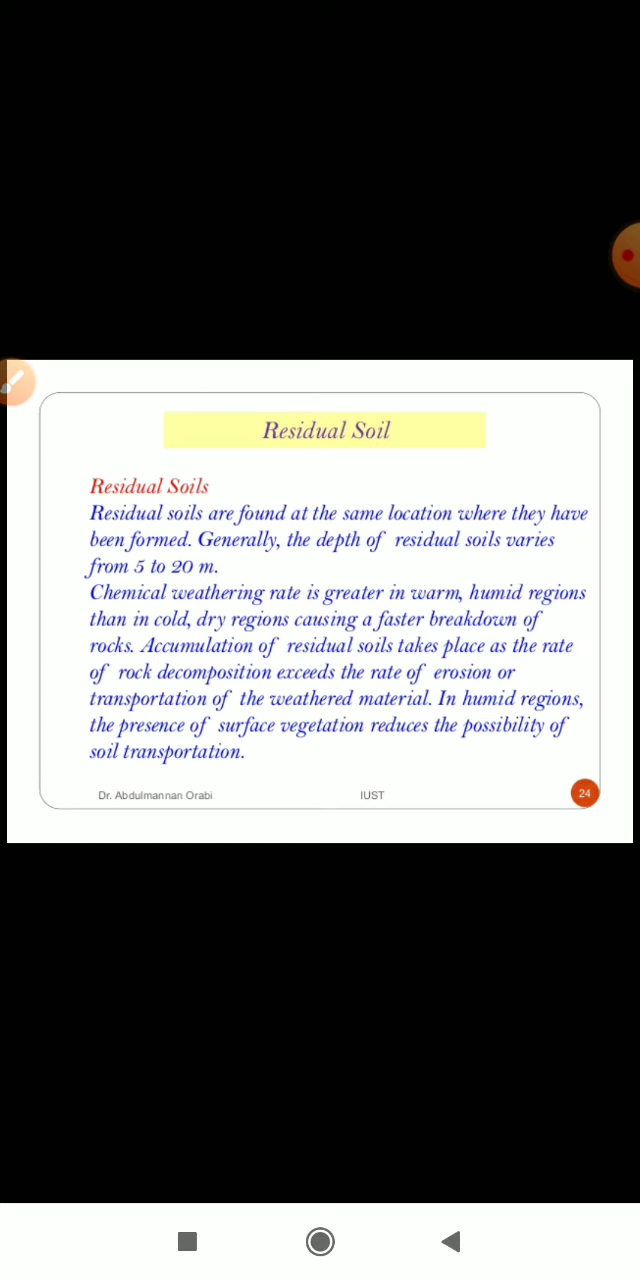 Residual Soil
Residual Soils
Residual soils are found at the same location where they have
been formed. Generally, the depth of residual soils varies
from 5 to 20 m.
Chemical weathering rate is greater in warm, humid regions
than in cold, dry regions causing a faster breakdown of
rocks. Accumulation of residual soils takes place as the rate
of rock decomposition exceeds the rate of erosion or
transportation of the weathered material. In humid regions,
the presence of surface vegetation reduces the possibility of
soil transportation.
Dr. Abdulmannan Orabi IUST 24